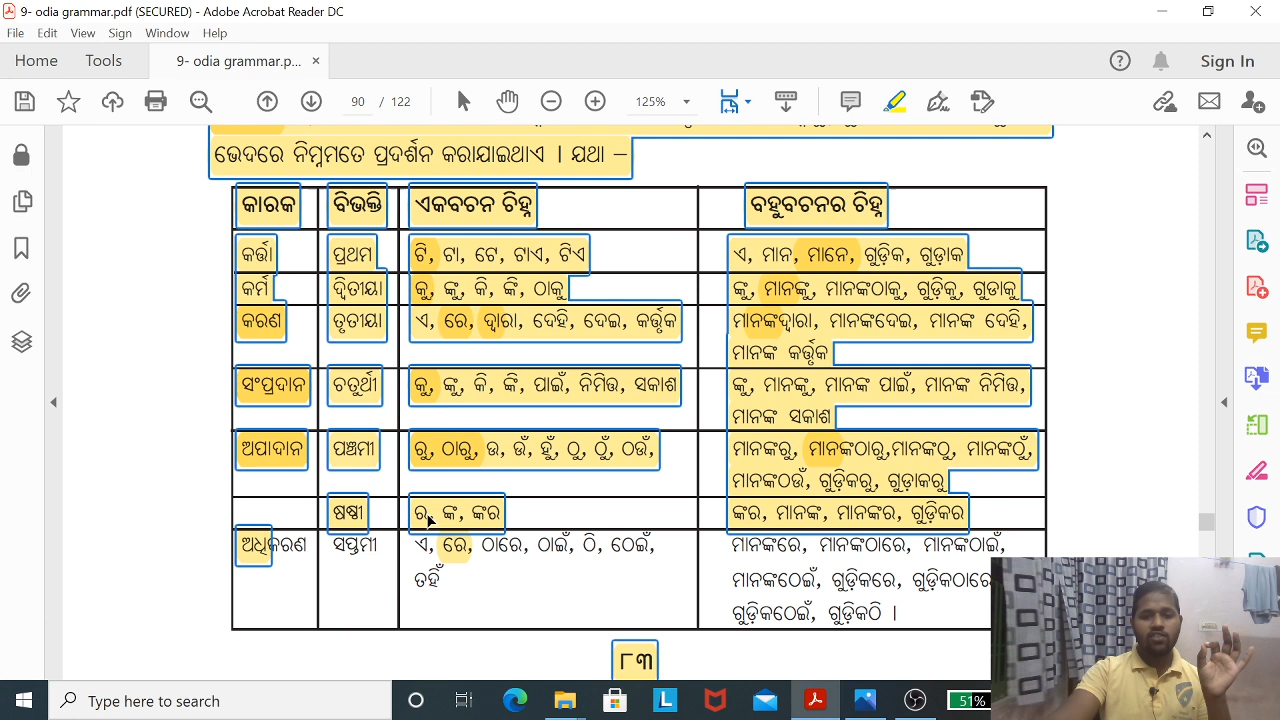 9- odia grammar.pdf (SECURED) - Adobe Acrobat Reader DC
File Edit View Sign Window Help
Home Tools 9- odia grammar.p... × Sign In
90 / 122 125%
ଭେଦରେ ନିମ୍ନମତେ ପ୍ରଦର୍ଶନ କରାଯାଇଥାଏ । ଯଥା –
କାରକ ବିଭକ୍ତି ଏକବଚନ ଚିହ୍ନ ବହୁବଚନର ଚିହ୍ନ
କର୍ତ୍ତା ପ୍ରଥମ ଟି, ଟା, ଟେ, ଟାଏ, ଟିଏ ଏ, ମାନ, ମାନେ, ଗୁଡ଼ିକ, ଗୁଡ଼ାକ
କର୍ମ ଦ୍ୱିତୀୟା କୁ, ଙ୍କୁ, କି, ଙ୍କି, ଠାକୁ ଙ୍କୁ, ମାନଙ୍କୁ, ମାନଙ୍କଠାକୁ, ଗୁଡ଼ିକୁ, ଗୁଡାକୁ
କରଣ ତୃତୀୟା ଏ, ରେ, ଦ୍ୱାରା, ଦେହି, ଦେଇ, କର୍ତ୍ତୃକ ମାନଙ୍କଦ୍ୱାରା, ମାନଙ୍କଦେଇ, ମାନଙ୍କ ଦେହି,
ମାନଙ୍କ କର୍ତ୍ତୃକ
ସଂପ୍ରଦାନ ଚତୁର୍ଥୀ କୁ, ଙ୍କୁ, କି, ଙ୍କି, ପାଇଁ, ନିମିତ୍ତ, ସକାଶ ଙ୍କୁ, ମାନଙ୍କୁ, ମାନଙ୍କ ପାଇଁ, ମାନଙ୍କ ନିମିତ୍ତ,
ମାନଙ୍କ ସକାଶ
ଅପାଦାନ ପଞ୍ଚମୀ ରୁ, ଠାରୁ, ଉ, ଉଁ, ହୁଁ, ଠୁ, ଠୁଁ, ଠଉଁ, ମାନଙ୍କରୁ, ମାନଙ୍କଠାରୁ,ମାନଙ୍କଠୁ, ମାନଙ୍କଠୁଁ,
ମାନଙ୍କଠଉଁ, ଗୁଡ଼ିକରୁ, ଗୁଡ଼ାକରୁ
ଷଷ୍ଠୀ ର, ଙ୍କ, ଙ୍କର ଙ୍କର, ମାନଙ୍କ, ମାନଙ୍କର, ଗୁଡ଼ିକର
ଅଧିକରଣ ସପ୍ତମୀ ଏ, ରେ, ଠାରେ, ଠାଇଁ, ଠି, ଠେଇଁ, ମାନଙ୍କରେ, ମାନଙ୍କଠାରେ, ମାନଙ୍କଠାଇଁ,
ତହିଁ ମାନଙ୍କଠେଇଁ, ଗୁଡ଼ିକରେ, ଗୁଡ଼ିକଠାରେ
ଗୁଡ଼ିକଠେଇଁ, ଗୁଡ଼ିକଠି ।
୮୩
Type here to search 51%